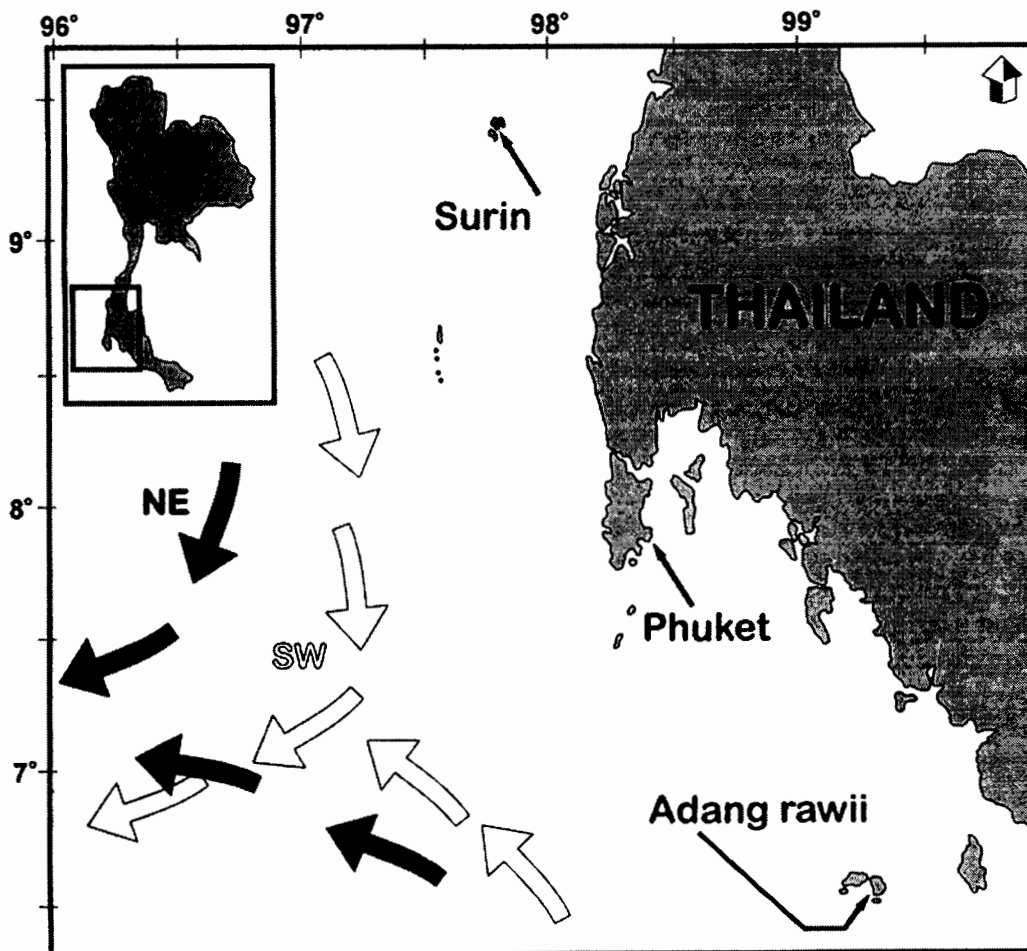 96° 97° 98° 99°
Surin
9°
THAILAND
8°
NE
Phuket
SW
7°
Adang rawii